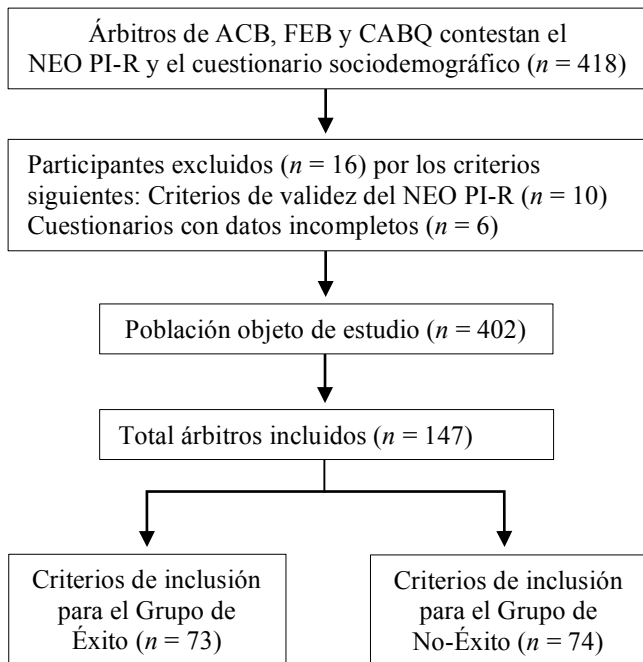 Árbitros de ACB, FEB y CABQ contestan el
NEO PI-R y el cuestionario sociodemográfico (n = 418)
Participantes excluidos (n = 16) por los criterios
siguientes: Criterios de validez del NEO PI-R (n = 10)
Cuestionarios con datos incompletos (n = 6)
Población objeto de estudio (n = 402)
Total árbitros incluidos (n = 147)
Criterios de inclusión
para el Grupo de
Éxito (n = 73)
Criterios de inclusión
para el Grupo de
No-Éxito (n = 74)